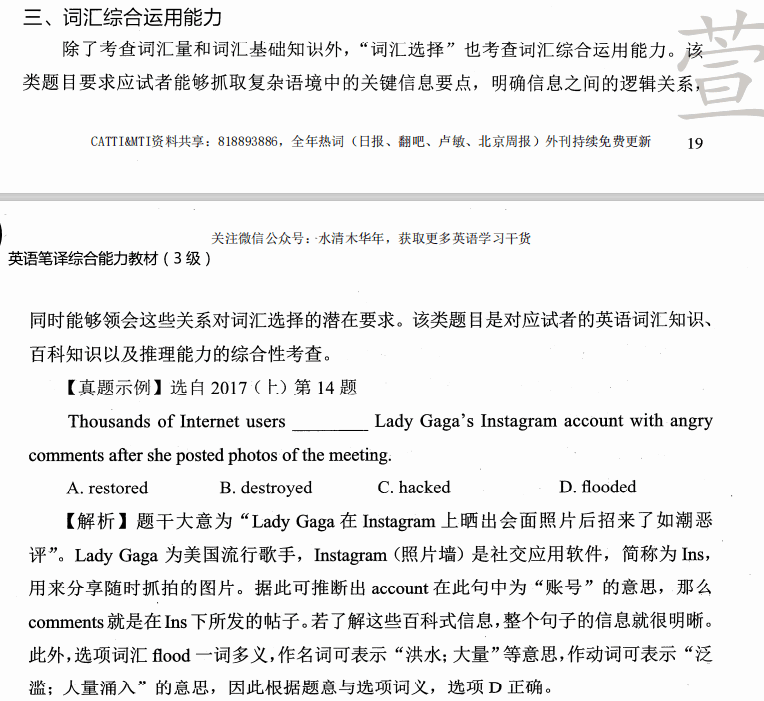 三、词汇综合运用能力
除了考查词汇量和词汇基础知识外，“词汇选择”也考查词汇综合运用能力。该
类题目要求应试者能够抓取复杂语境中的关键信息要点，明确信息之间的逻辑关系，
萱
CATTI&MTI资料共享：818893886，全年热词（日报、翻吧、卢敏、北京周报）外刊持续免费更新
19
关注微信公众号：水清木华年，获取更多英语学习干货
英语笔译综合能力教材（3 级）
同时能够领会这些关系对词汇选择的潜在要求。该类题目是对应试者的英语词汇知识、
百科知识以及推理能力的综合性考查。
【真题示例】选自 2017（上）第 14 题
Thousands of Internet users ________ Lady Gaga’s Instagram account with angry
comments after she posted photos of the meeting.
A. restored B. destroyed C. hacked D. flooded
【解析】题干大意为“Lady Gaga 在 Instagram 上晒出会面照片后招来了如潮恶
评”。Lady Gaga 为美国流行歌手，Instagram（照片墙）是社交应用软件，简称为 Ins，
用来分享随时抓拍的图片。据此可推断出 account 在此句中为“账号”的意思，那么
comments 就是在 Ins 下所发的帖子。若了解这些百科式信息，整个句子的信息就很明晰。
此外，选项词汇 flood 一词多义，作名词可表示“洪水；大量”等意思，作动词可表示“泛
滥；人量涌入”的意思，因此根据题意与选项词义，选项 D 正确。